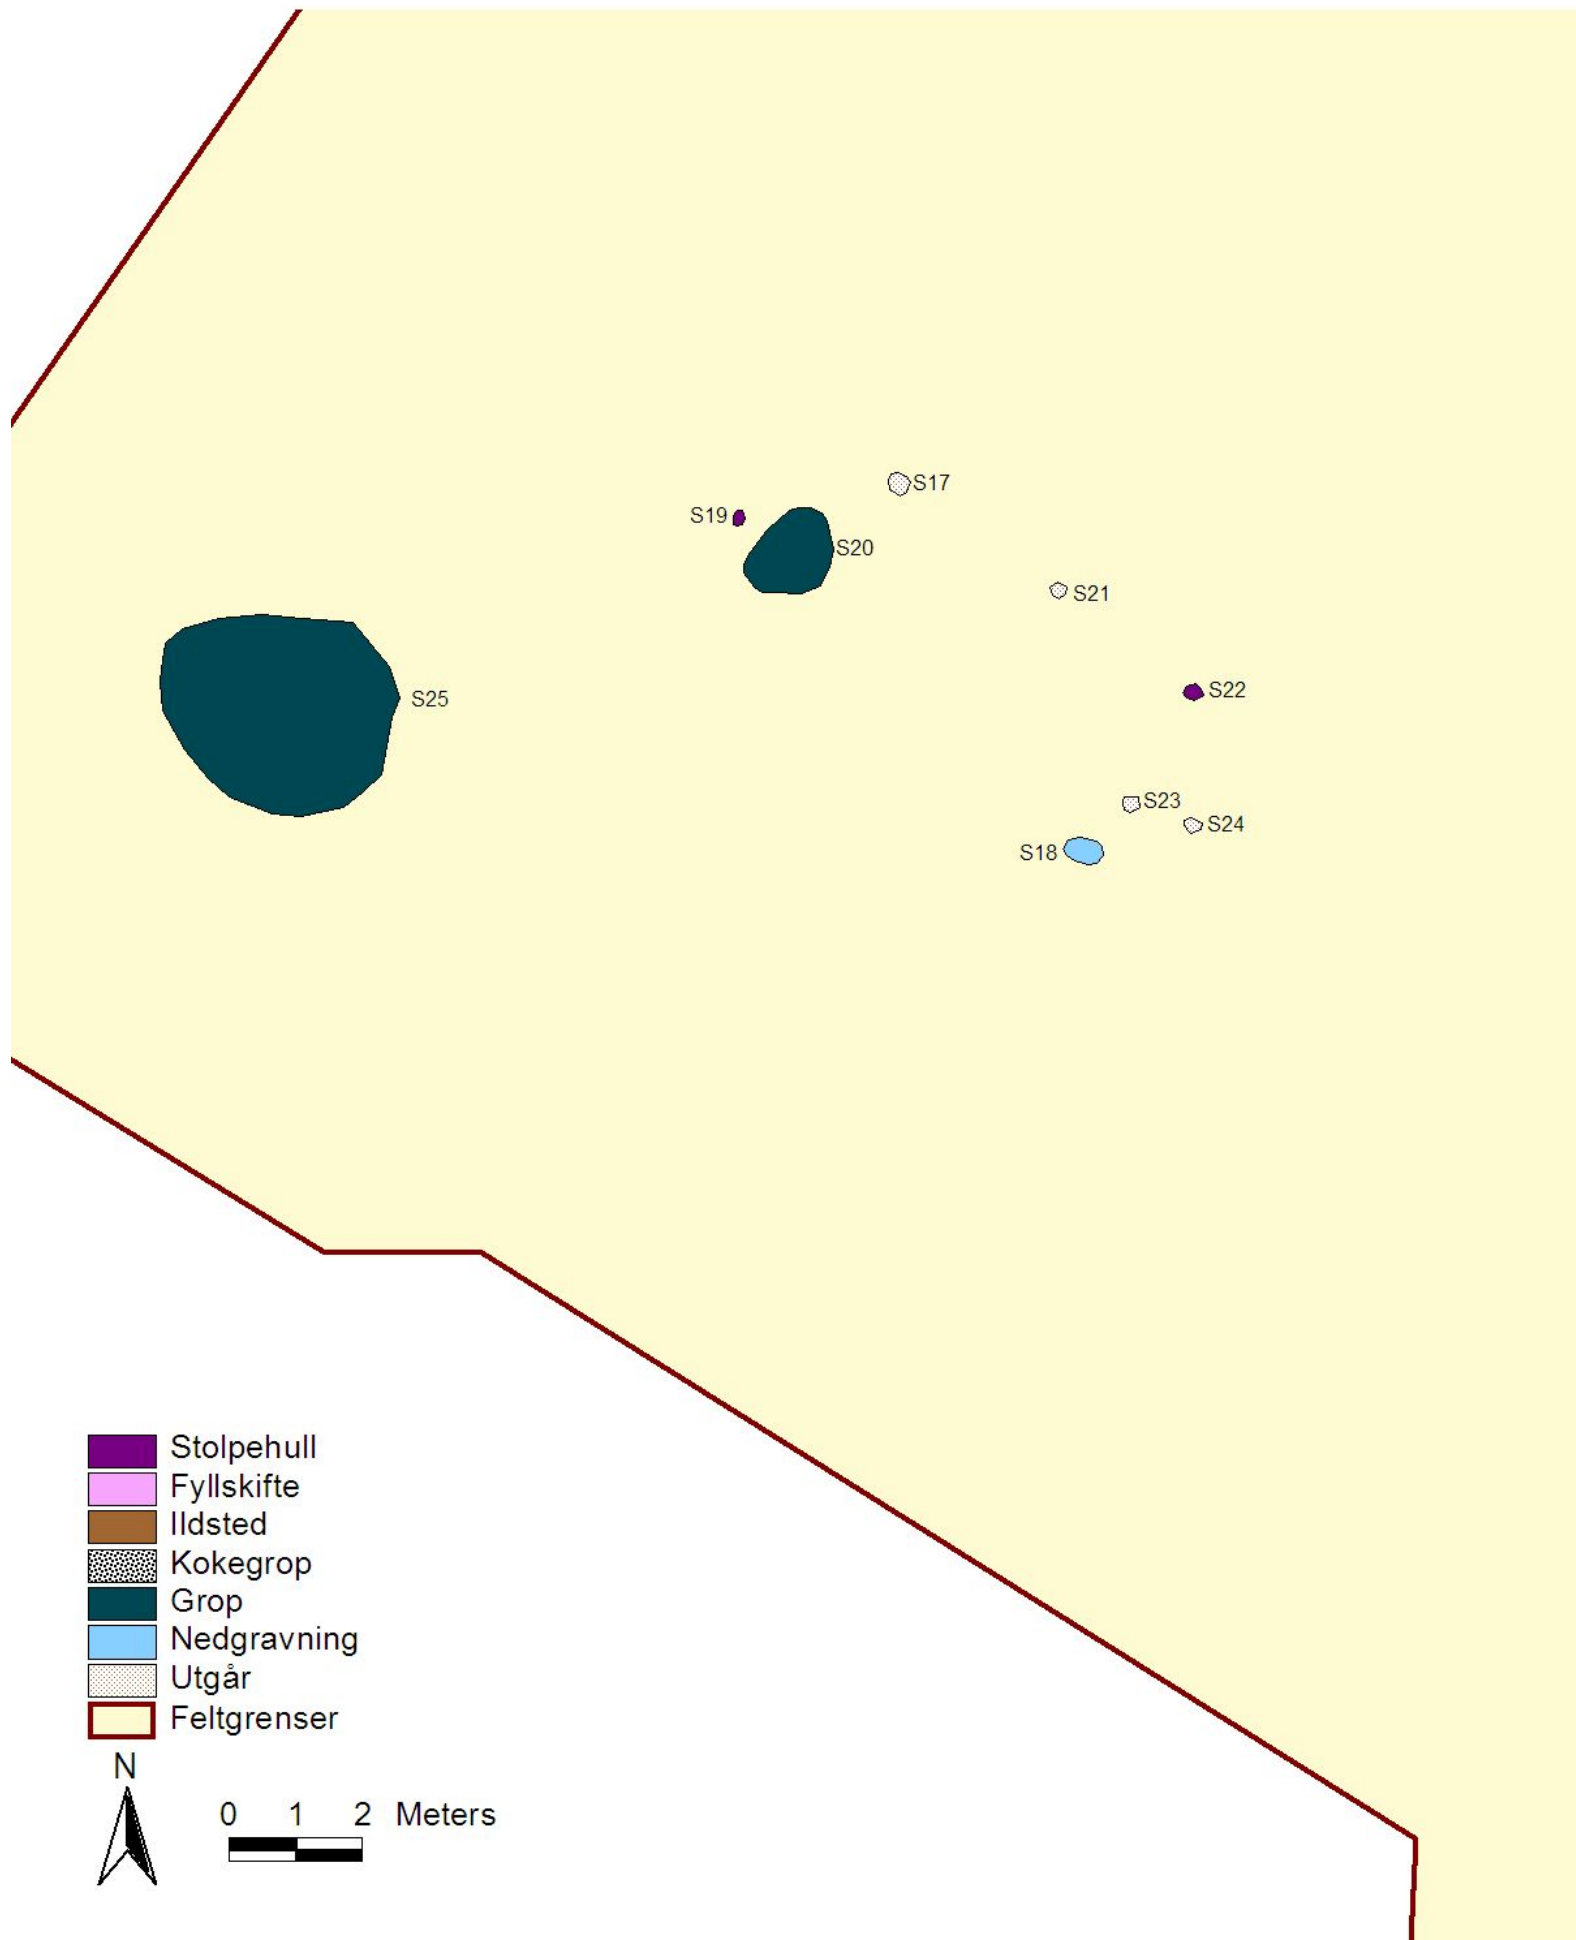 S17
S19
S20
S21
S25
S22
S23
S24
S18
Stolpehull
Fyllskifte
Ildsted
Kokegrop
Grop
Nedgravning
Utgår
Feltgrenser
N
0 1 2 Meters